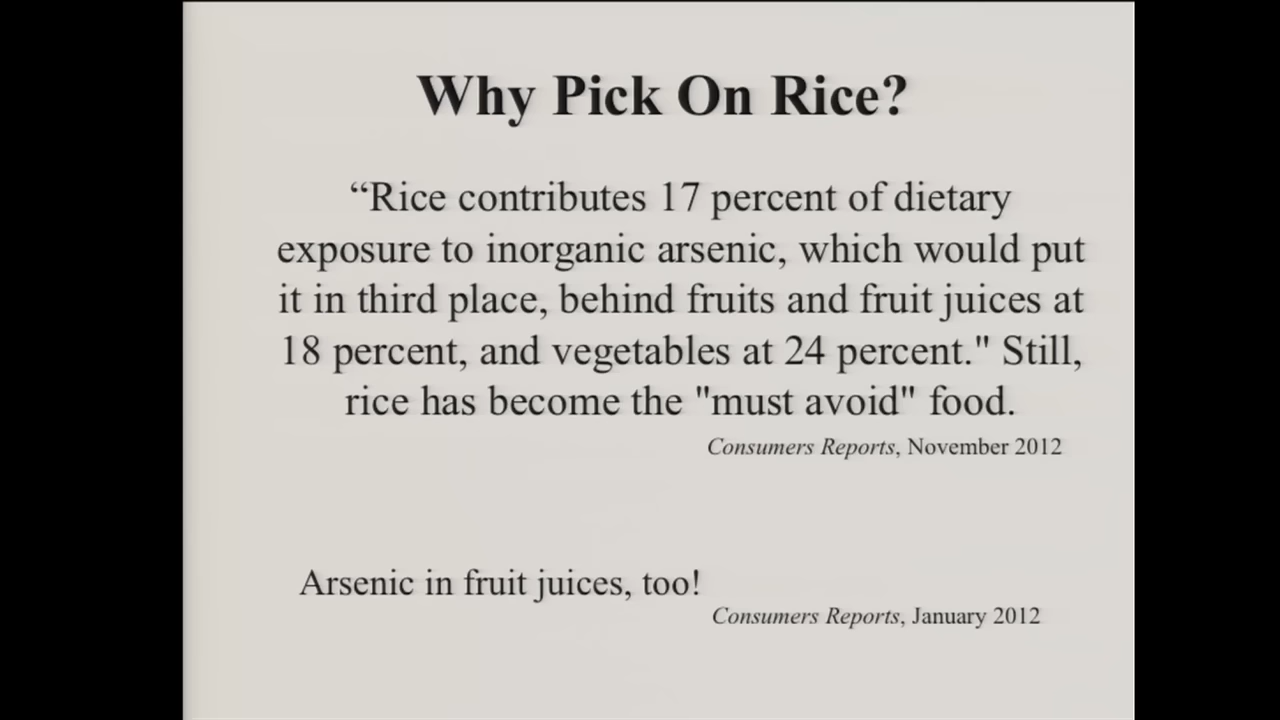 Why Pick On Rice?
“Rice contributes 17 percent of dietary
exposure to inorganic arsenic, which would put
it in third place, behind fruits and fruit juices at
18 percent, and vegetables at 24 percent." Still,
rice has become the "must avoid" food.
Consumers Reports, November 2012
Arsenic in fruit juices, too!
Consumers Reports, January 2012